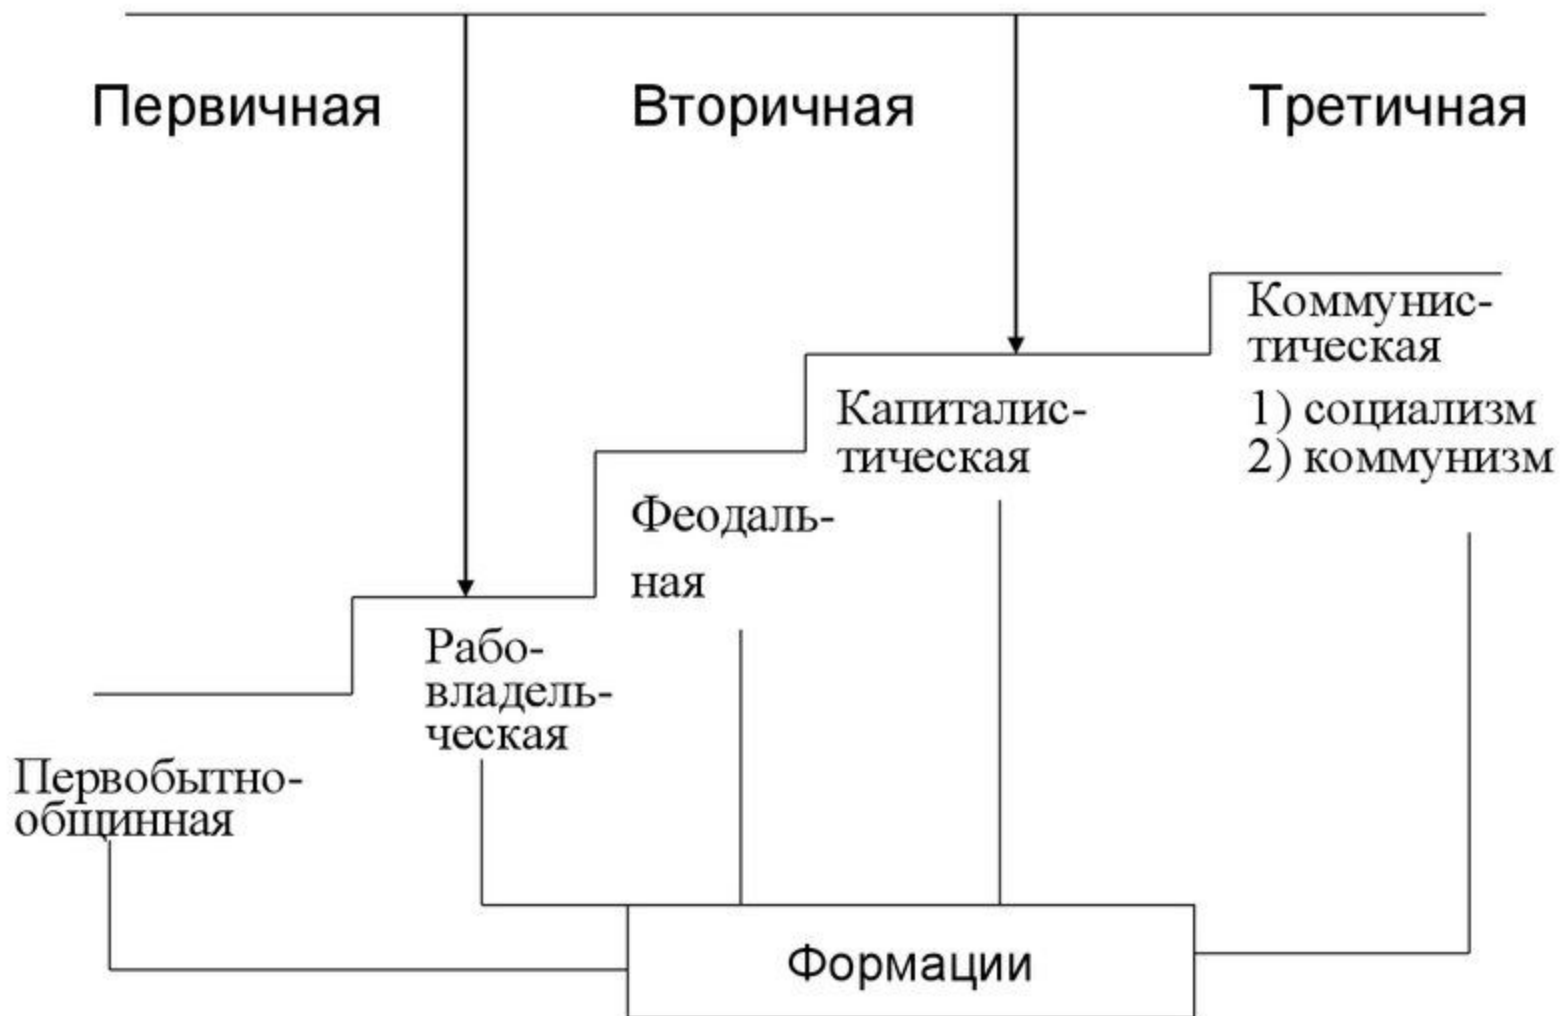 Первичная
Вторичная
Третичная
Коммунис-
тическая
1) социализм
2) коммунизм
Капиталис-
тическая
Феодаль-
ная
Рабо-
владель-
ческая
Первобытно-
общинная
Формации